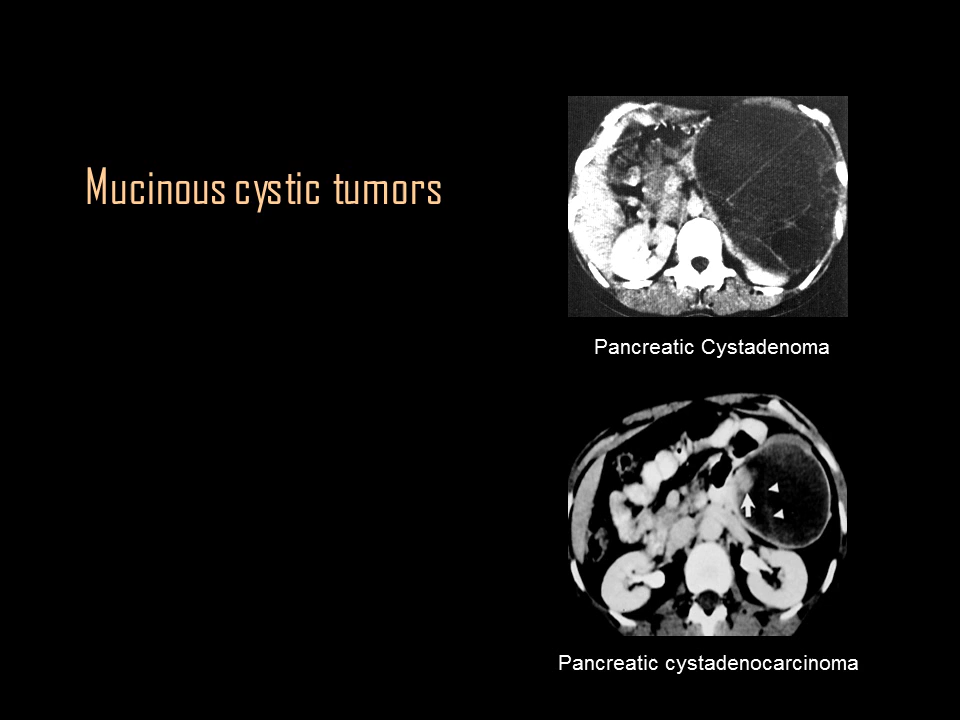 Mucinous cystic tumors
Pancreatic Cystadenoma
Pancreatic cystadenocarcinoma